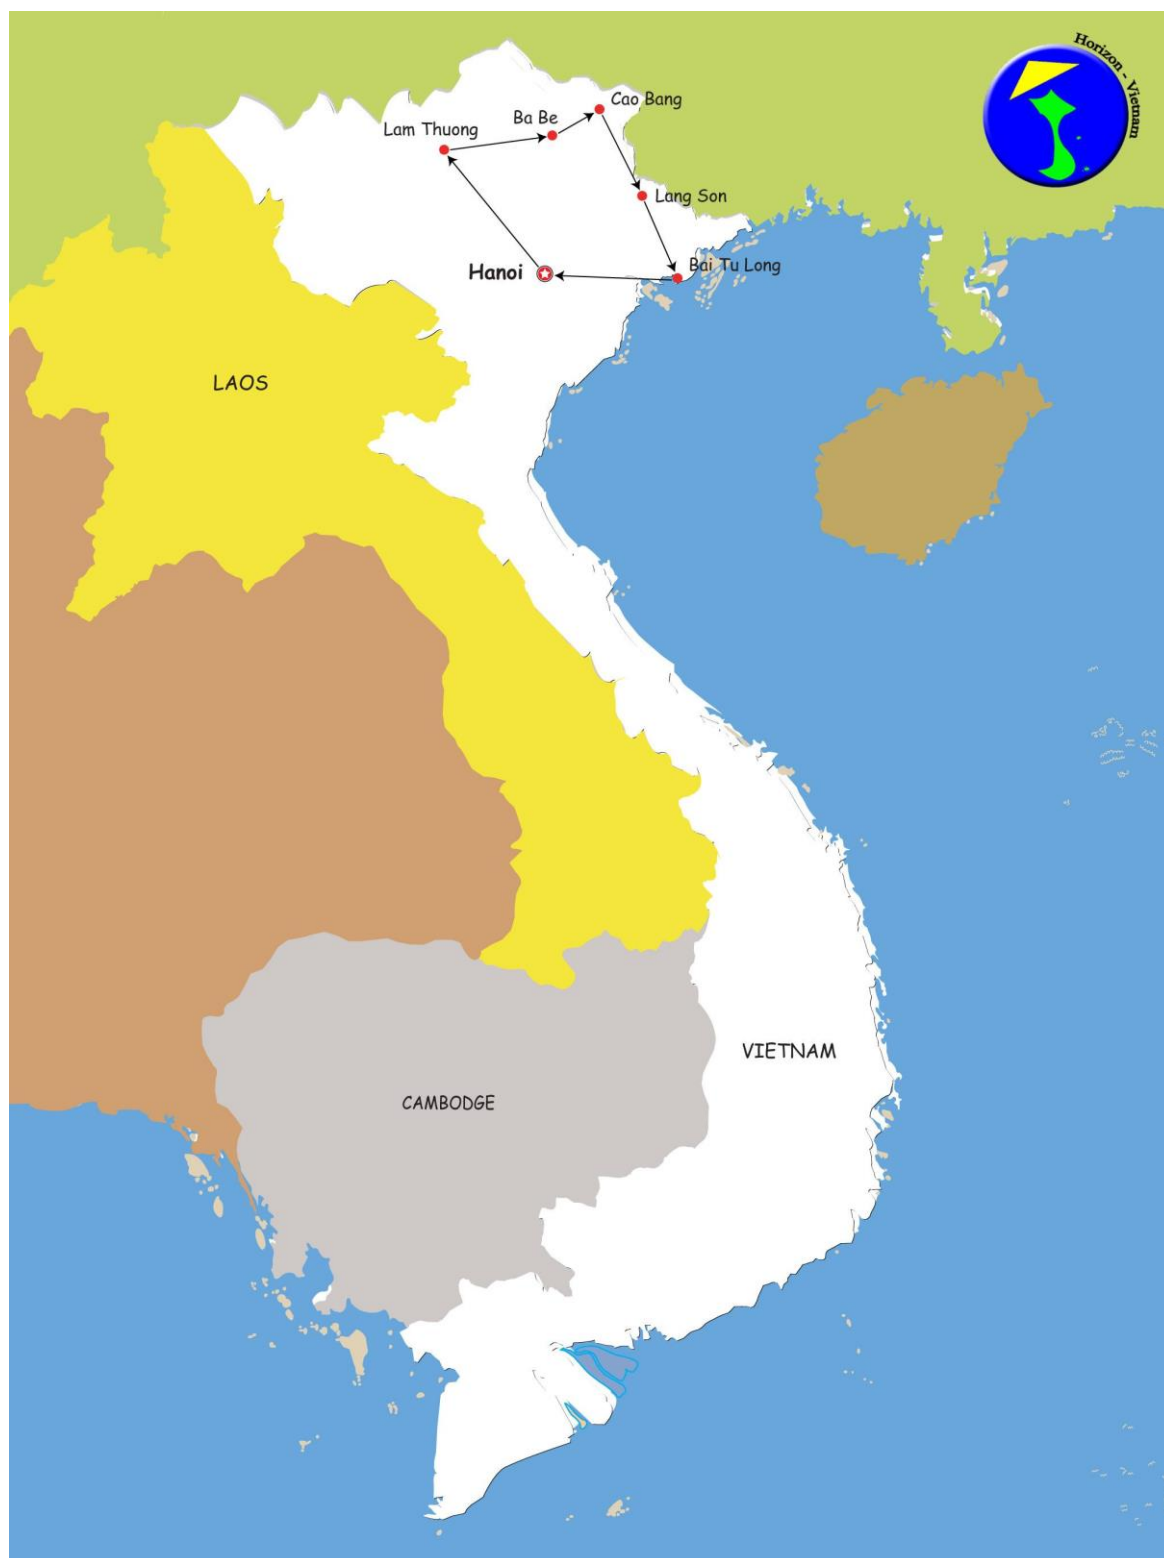 Horizon - Vietnam
Cao Bang
Ba Be
Lam Thuong
Lang Son
Bai Tu Long
Hanoi
LAOS
VIETNAM
CAMBODGE